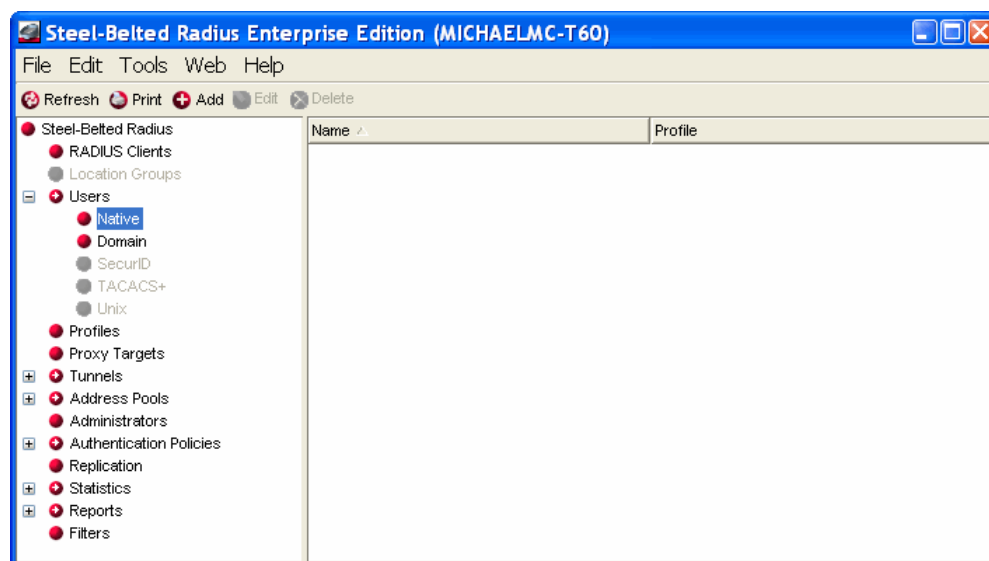 Steel-Belted Radius Enterprise Edition (MICHAELMC-T60)
File Edit Tools Web Help
Refresh Print Add Edit Delete
Steel-Belted Radius
RADIUS Clients
Location Groups
Users
Native
Domain
SecurID
TACACS+
Unix
Profiles
Proxy Targets
Tunnels
Address Pools
Administrators
Authentication Policies
Replication
Statistics
Reports
Filters
Name Profile